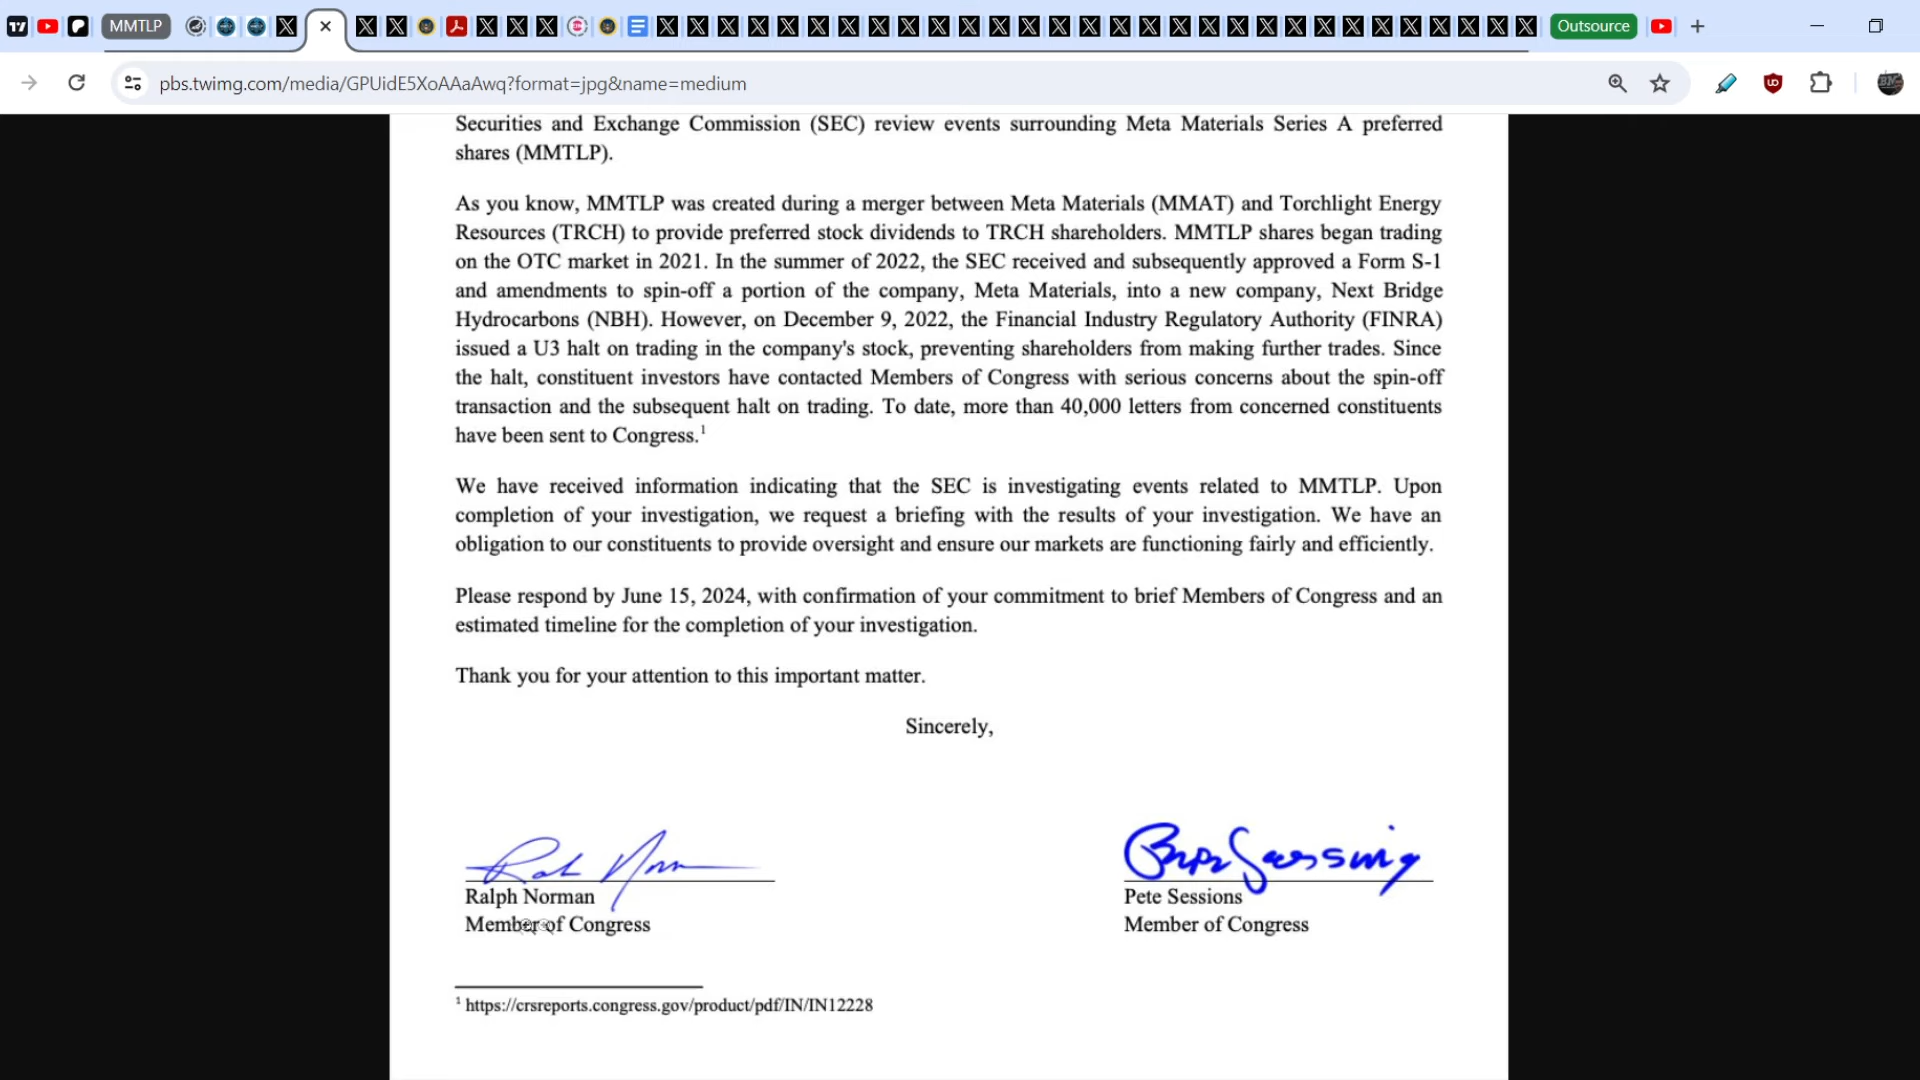 MMTLP
Outsource
pbs.twimg.com/media/GPUidE5XoAAaAwq?format=jpg&name=medium
Securities and Exchange Commission (SEC) review events surrounding Meta Materials Series A preferred
shares (MMTLP).
As you know, MMTLP was created during a merger between Meta Materials (MMAT) and Torchlight Energy
Resources (TRCH) to provide preferred stock dividends to TRCH shareholders. MMTLP shares began trading
on the OTC market in 2021. In the summer of 2022, the SEC received and subsequently approved a Form S-1
and amendments to spin-off a portion of the company, Meta Materials, into a new company, Next Bridge
Hydrocarbons (NBH). However, on December 9, 2022, the Financial Industry Regulatory Authority (FINRA)
issued a U3 halt on trading in the company's stock, preventing shareholders from making further trades. Since
the halt, constituent investors have contacted Members of Congress with serious concerns about the spin-off
transaction and the subsequent halt on trading. To date, more than 40,000 letters from concerned constituents
have been sent to Congress.1
We have received information indicating that the SEC is investigating events related to MMTLP. Upon
completion of your investigation, we request a briefing with the results of your investigation. We have an
obligation to our constituents to provide oversight and ensure our markets are functioning fairly and efficiently.
Please respond by June 15, 2024, with confirmation of your commitment to brief Members of Congress and an
estimated timeline for the completion of your investigation.
Thank you for your attention to this important matter.
Sincerely,
Ralph Norman
Member of Congress
Pete Sessions
Member of Congress
1 https://crsreports.congress.gov/product/pdf/IN/IN12228